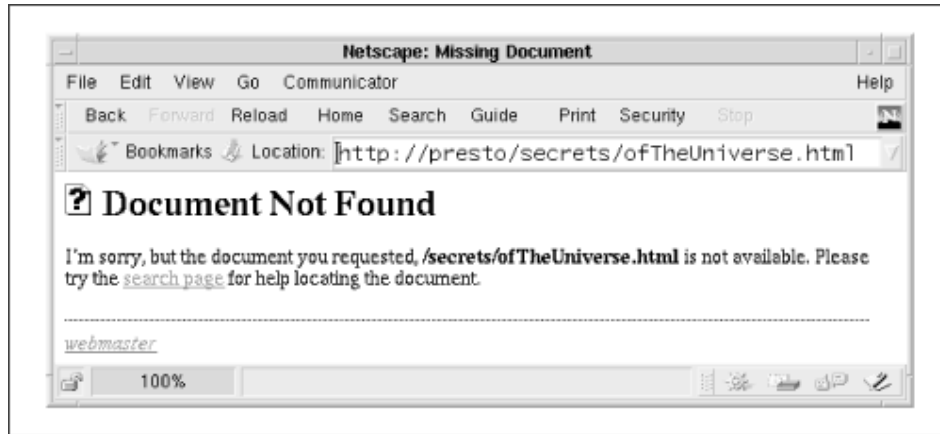 Netscape: Missing Document
File Edit View Go Communicator Help
Back Forward Reload Home Search Guide Print Security Stop
N
Bookmarks Location: http://presto/secrets/ofTheUniverse.html
? Document Not Found
I'm sorry, but the document you requested, /secrets/ofTheUniverse.html is not available. Please
try the search page for help locating the document.
webmaster
100%